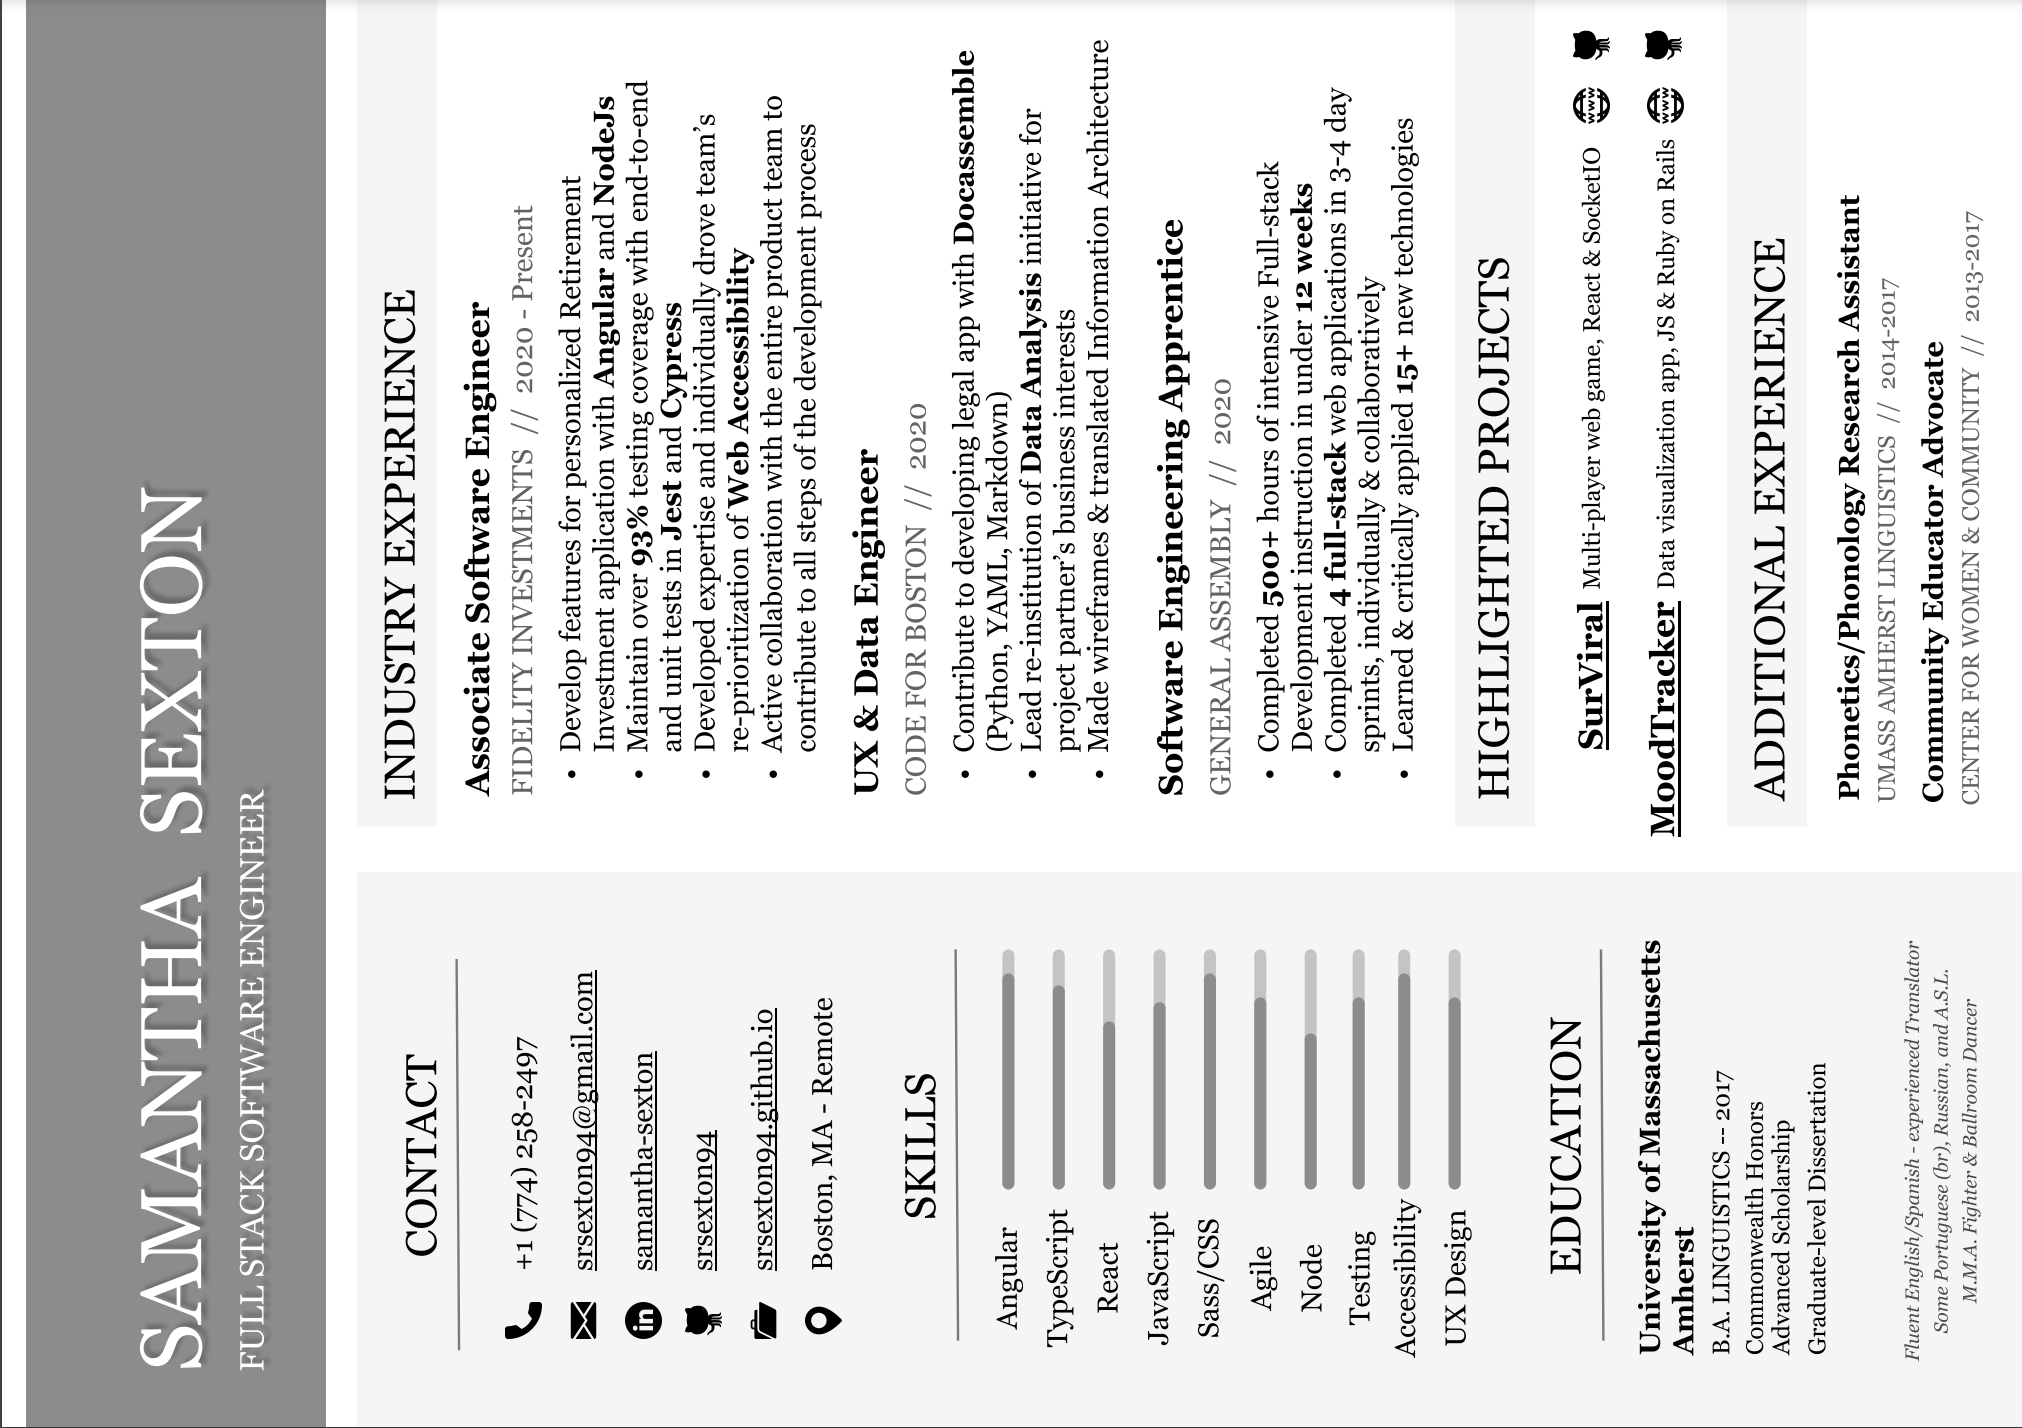 SAMANTHA SEXTON
FULL STACK SOFTWARE ENGINEER
CONTACT
+1 (774) 258-2497
srsexton94@gmail.com
samantha-sexton
srsexton94
srsexton94.github.io
Boston, MA - Remote
SKILLS
Angular
TypeScript
React
JavaScript
Sass/CSS
Agile
Node
Testing
Accessibility
UX Design
EDUCATION
University of Massachusetts
Amherst
B.A. LINGUISTICS -- 2017
Commonwealth Honors
Advanced Scholarship
Graduate-level Dissertation
Fluent English/Spanish - experienced Translator
Some Portuguese (br), Russian, and A.S.L.
M.M.A. Fighter & Ballroom Dancer
INDUSTRY EXPERIENCE
Associate Software Engineer
FIDELITY INVESTMENTS // 2020 - Present
• Develop features for personalized Retirement
Investment application with Angular and NodeJs
• Maintain over 93% testing coverage with end-to-end
and unit tests in Jest and Cypress
• Developed expertise and individually drove team's
re-prioritization of Web Accessibility
• Active collaboration with the entire product team to
contribute to all steps of the development process
UX & Data Engineer
CODE FOR BOSTON // 2020
• Contribute to developing legal app with Docassemble
(Python, YAML, Markdown)
• Lead re-institution of Data Analysis initiative for
project partner's business interests
• Made wireframes & translated Information Architecture
Software Engineering Apprentice
GENERAL ASSEMBLY // 2020
• Completed 500+ hours of intensive Full-stack
Development instruction in under 12 weeks
• Completed 4 full-stack web applications in 3-4 day
sprints, individually & collaboratively
• Learned & critically applied 15+ new technologies
HIGHLIGHTED PROJECTS
SurViral Multi-player web game, React & SocketIO
MoodTracker Data visualization app, JS & Ruby on Rails
ADDITIONAL EXPERIENCE
Phonetics/Phonology Research Assistant
UMASS AMHERST LINGUISTICS // 2014-2017
Community Educator Advocate
CENTER FOR WOMEN & COMMUNITY // 2013-2017